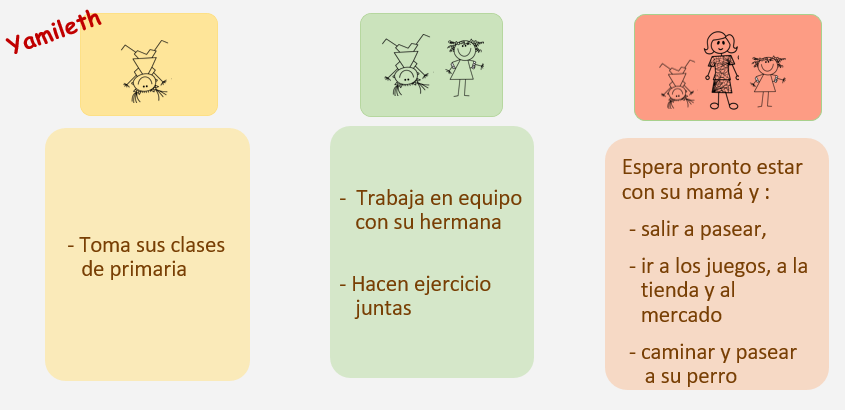 Yamileth
- Toma sus clases
de primaria
- Trabaja en equipo
con su hermana
- Hacen ejercicio
juntas
Espera pronto estar
con su mamá y :
- salir a pasear,
- ir a los juegos, a la
tienda y al
mercado
- caminar y pasear
a su perro